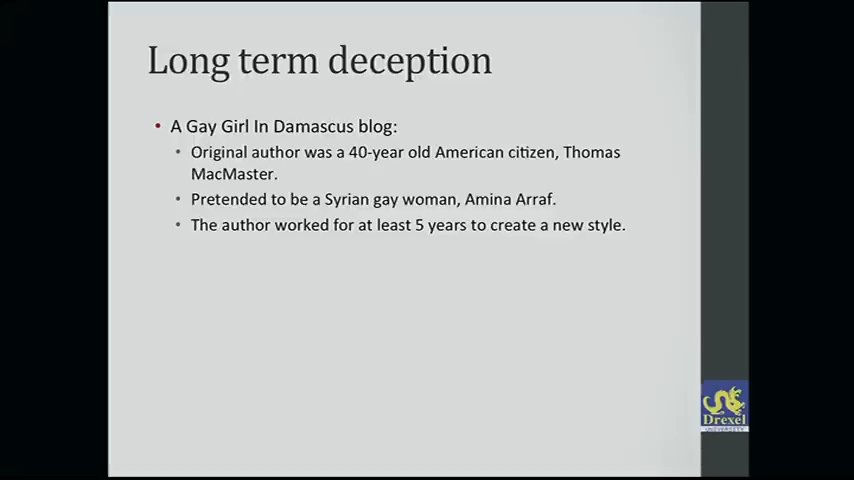 Long term deception
• A Gay Girl In Damascus blog:
• Original author was a 40-year old American citizen, Thomas
MacMaster.
• Pretended to be a Syrian gay woman, Amina Arraf.
• The author worked for at least 5 years to create a new style.
Drexel
UNIVERSITY